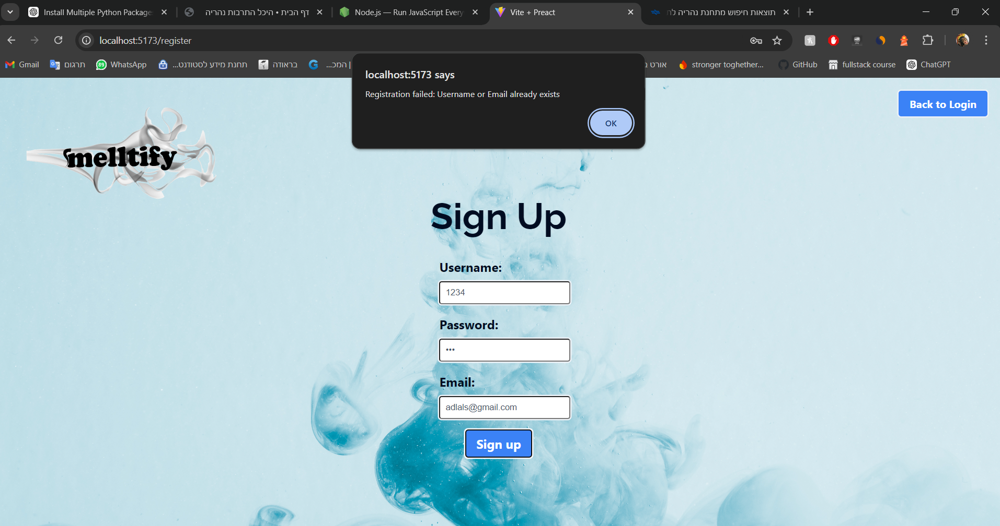 Install Multiple Python Package
דף הבית • היכל התרבות נהריה
Node.js — Run JavaScript Every
Vite + Preact
תוצאות חיפוש מתחנת נהריה לת
localhost:5173/register
Gmail
תרגום
89
WhatsApp
תחנת מידע לסטודנט...
בראודה
המכ...
אורט
stronger toghether...
GitHub
fullstack course
ChatGPT
localhost:5173 says
Registration failed: Username or Email already exists
OK
Back to Login
Smelltify
Sign Up
Username:
1234
Password:
•••
Email:
adlals@gmail.com
Sign up